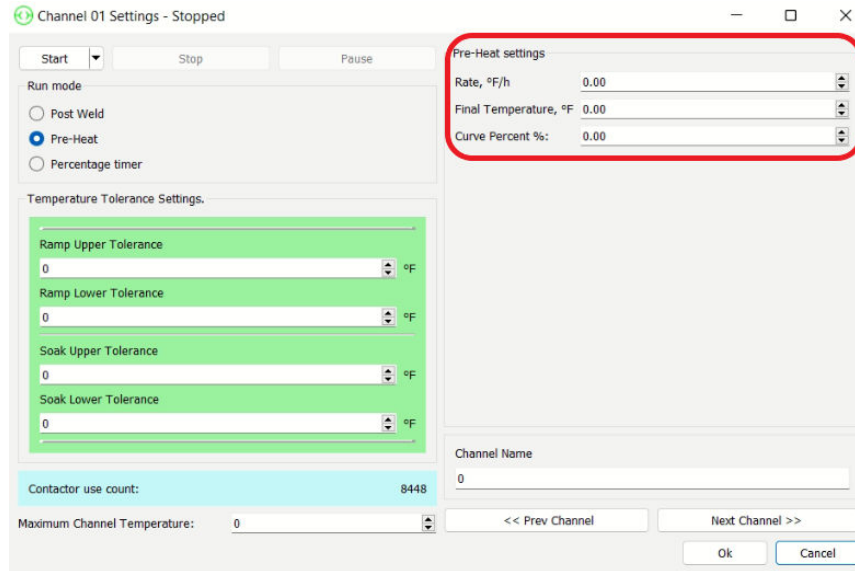 Channel 01 Settings - Stopped
Start
Stop
Pause
Run mode
Post Weld
Pre-Heat
Percentage timer
Temperature Tolerance Settings.
Ramp Upper Tolerance
0 °F
Ramp Lower Tolerance
0 °F
Soak Upper Tolerance
0 °F
Soak Lower Tolerance
0 °F
Contactor use count: 8448
Maximum Channel Temperature: 0
Pre-Heat settings
Rate, °F/h 0.00
Final Temperature, °F 0.00
Curve Percent %: 0.00
Channel Name
0
<< Prev Channel
Next Channel >>
Ok
Cancel